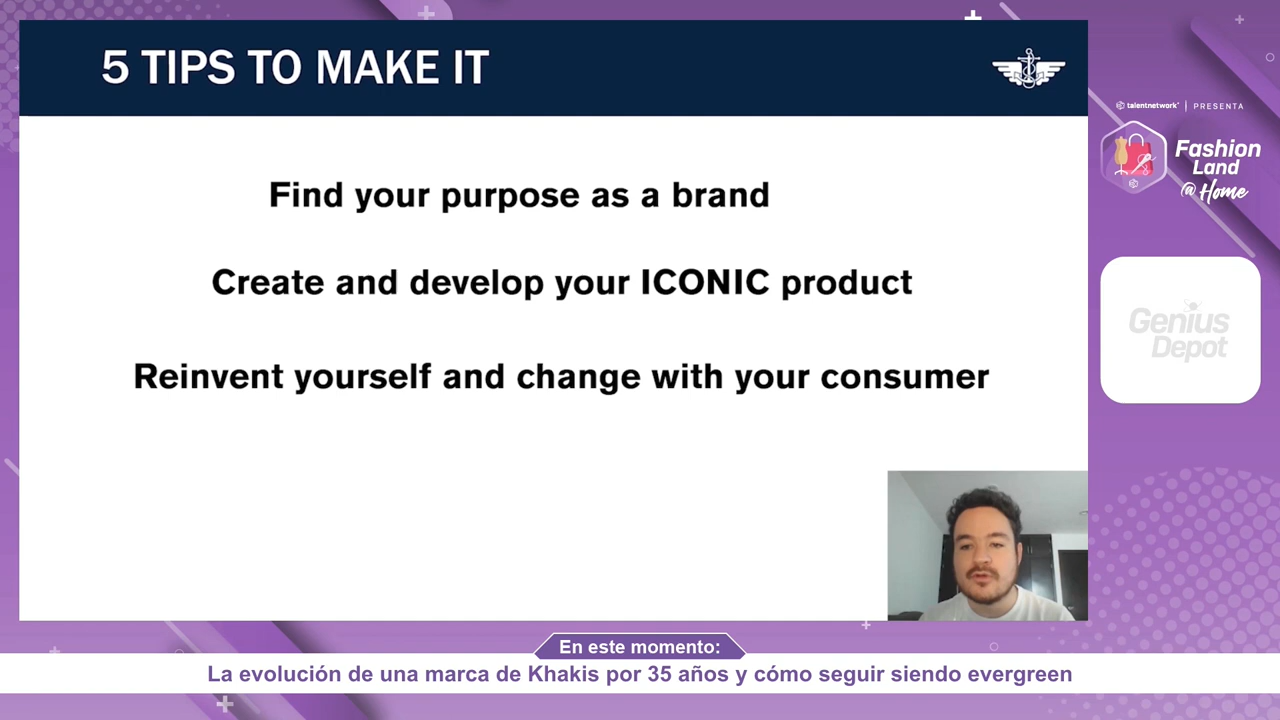 5 TIPS TO MAKE IT
Find your purpose as a brand
Create and develop your ICONIC product
Reinvent yourself and change with your consumer
talentnetwork | PRESENTA
Fashion
Land
@ Home
Genius
Depot
En este momento:
La evolución de una marca de Khakis por 35 años y cómo seguir siendo evergreen